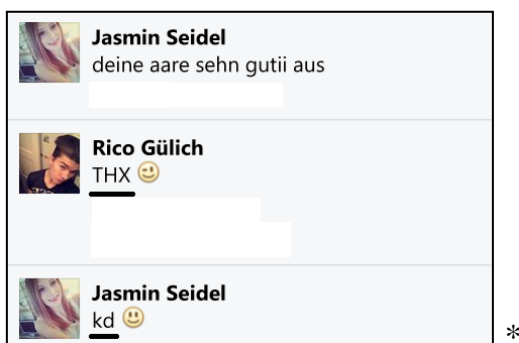 Jasmin Seidel
deine aare sehn gutii aus
Rico Gülich
THX 😉
Jasmin Seidel
kd 😃
*